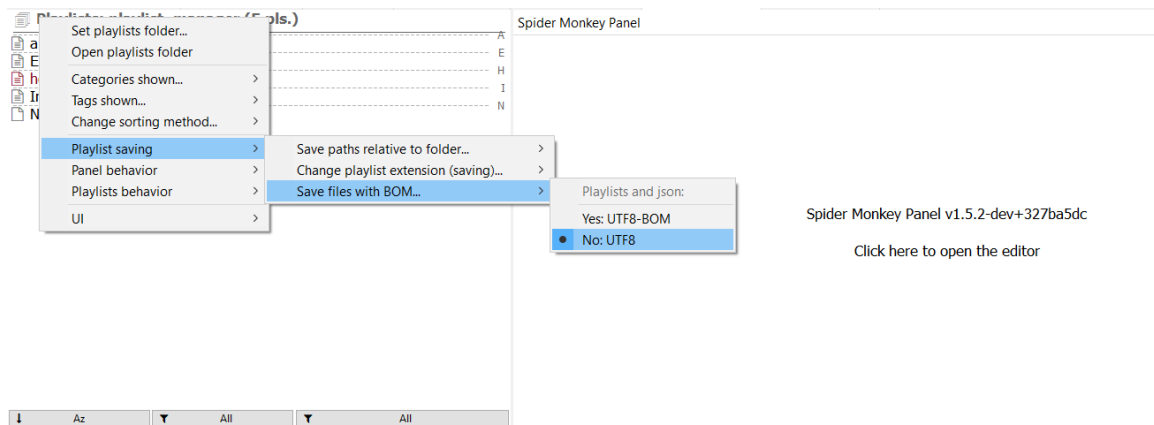 Playlists: playlist_manager (5 pls.)
A
E
H
I
N
a
E
h
Ir
N
Set playlists folder...
Open playlists folder
Categories shown...
Tags shown...
Change sorting method...
Playlist saving
Panel behavior
Playlists behavior
UI
Save paths relative to folder...
Change playlist extension (saving)...
Save files with BOM...
Playlists and json:
Yes: UTF8-BOM
No: UTF8
Spider Monkey Panel
Spider Monkey Panel v1.5.2-dev+327ba5dc
Click here to open the editor
Az
All
All